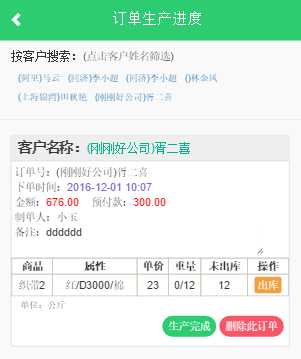 订单生产进度
按客户搜索：(点击客户姓名筛选)
(阿里)马云 (同济)李小超 (同济)李小超 ()林金凤
(上海锦湾)田秋艳 (刚刚好公司)胥二喜
客户名称：(刚刚好公司)胥二喜
订单号：(刚刚好公司)胥二喜
下单时间：2016-12-01 10:07
金额：676.00 预付款：300.00
制单人：小玉
备注：dddddd
商品 属性 单价 重量 未出库 操作
织带2 红/D3000/棉 23 0/12 12 出库
单位：公斤
生产完成 删除此订单